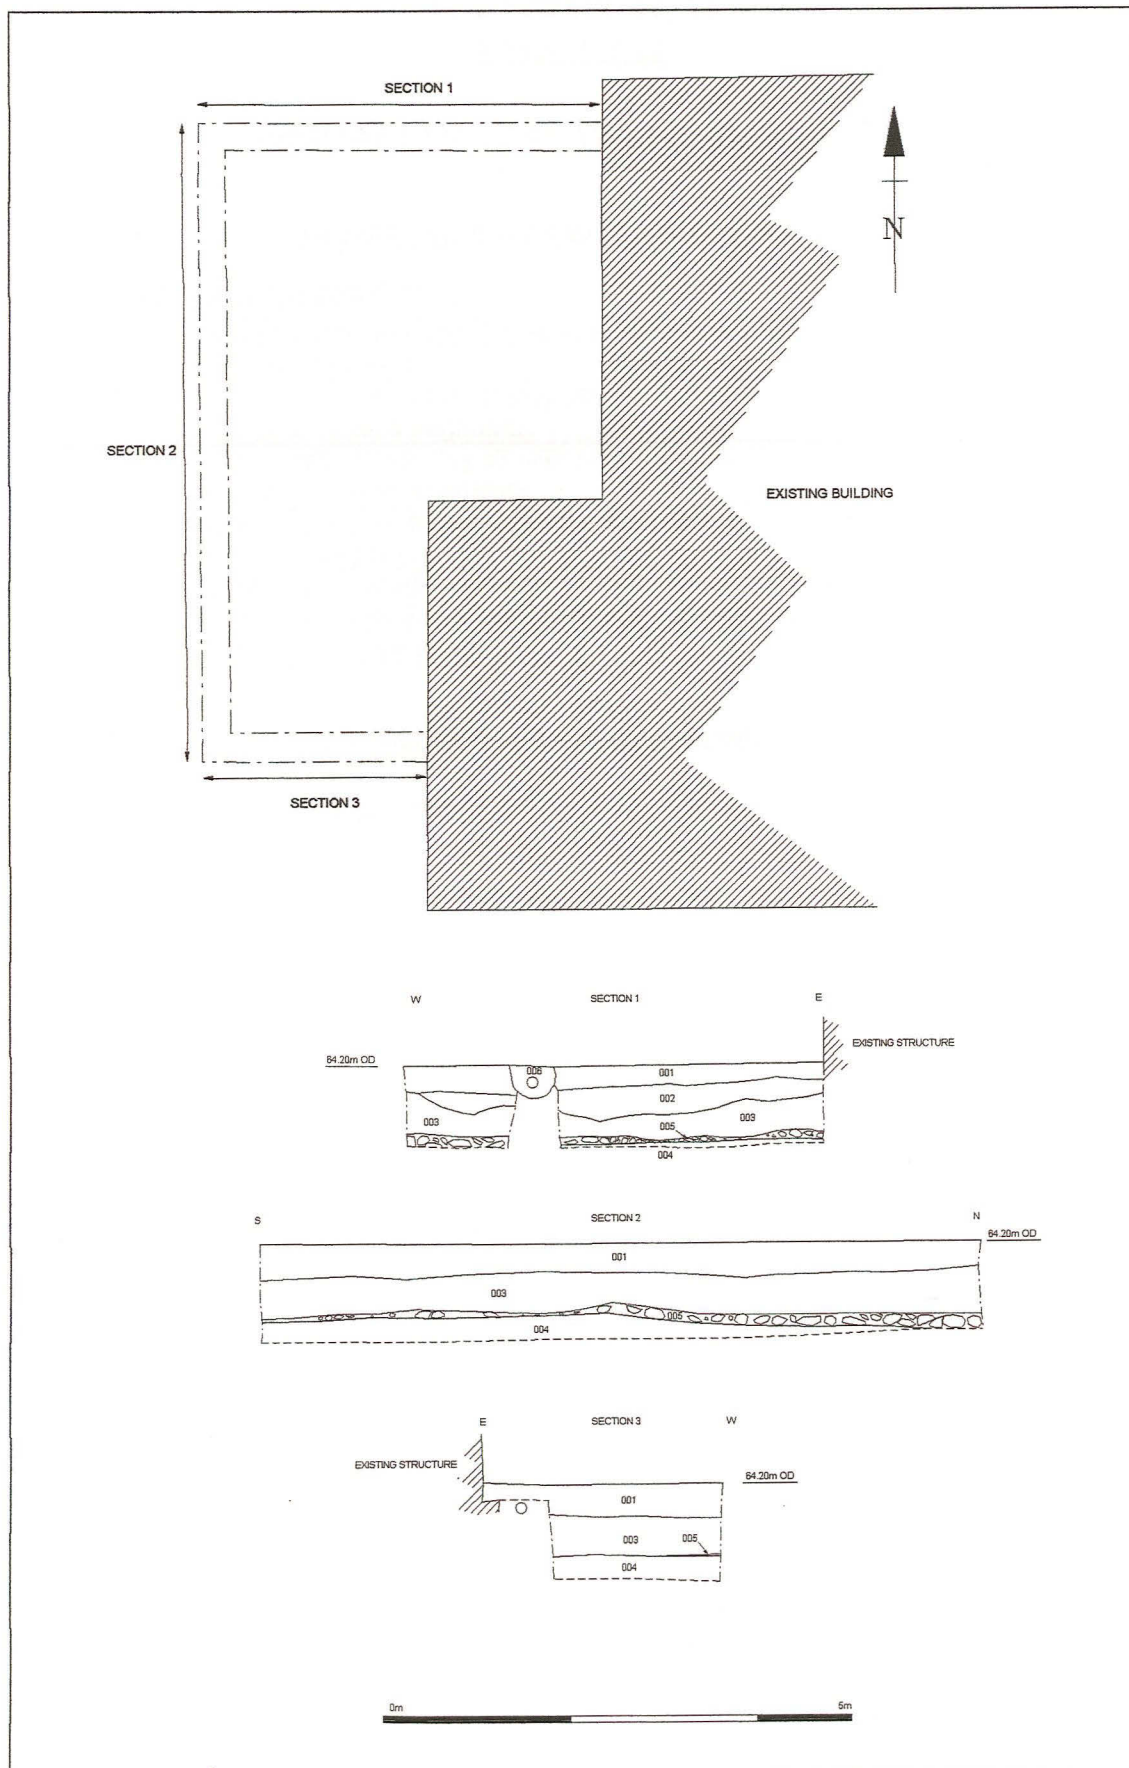 SECTION 1
N
SECTION 2
EXISTING BUILDING
SECTION 3
W SECTION 1 E
64.20m OD
EXISTING STRUCTURE
006 001
002
003 003
005
004
S SECTION 2 N
64.20m OD
001
003
005
004
E SECTION 3 W
EXISTING STRUCTURE
64.20m OD
001
003 005
004
0m 5m